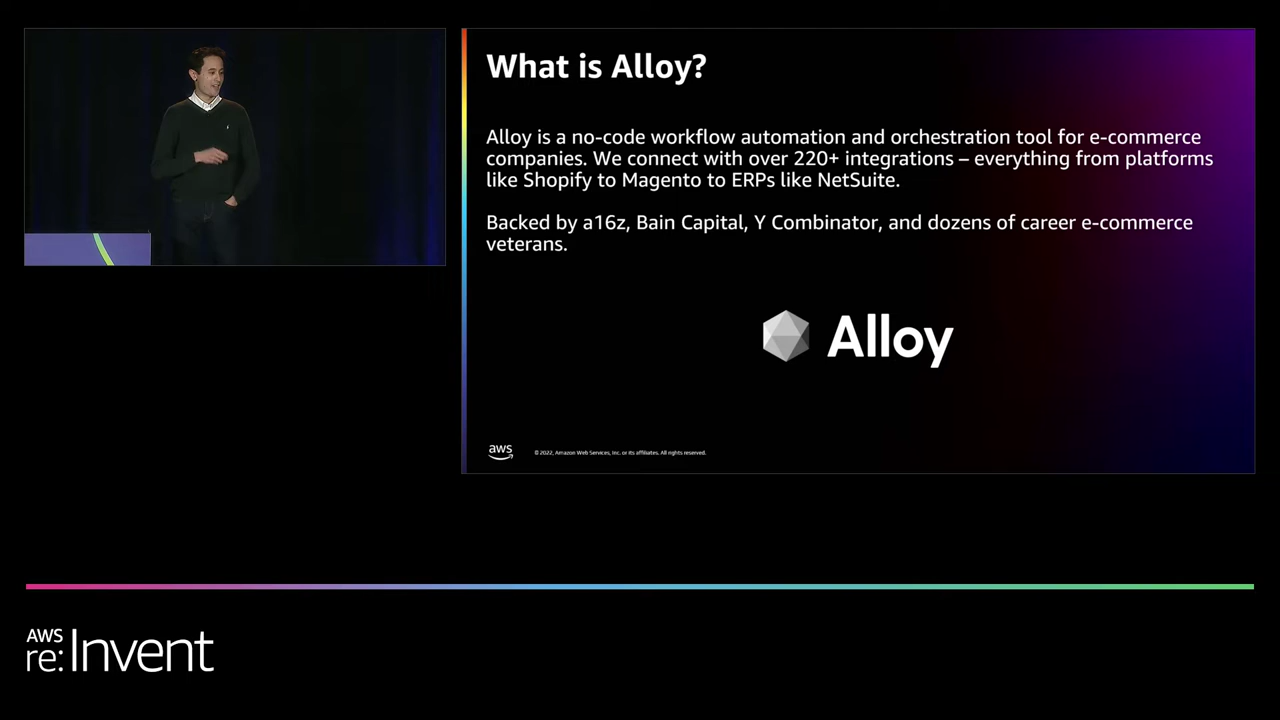 What is Alloy?
Alloy is a no-code workflow automation and orchestration tool for e-commerce
companies. We connect with over 220+ integrations – everything from platforms
like Shopify to Magento to ERPs like NetSuite.
Backed by a16z, Bain Capital, Y Combinator, and dozens of career e-commerce
veterans.
Alloy
aws
© 2022, Amazon Web Services, Inc. or its affiliates. All rights reserved.
AWS
re:Invent